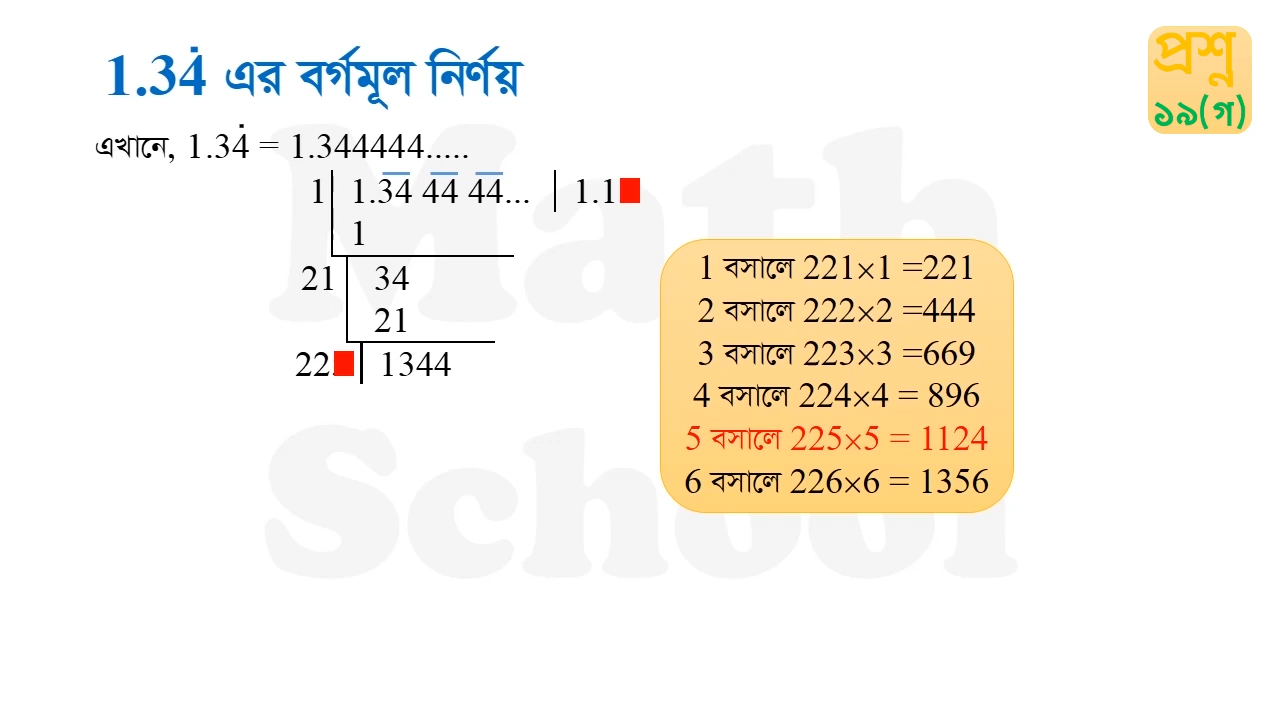 1.34̇ এর বর্গমূল নির্ণয়
প্রশ্ন
১৯(গ)
এখানে, 1.34̇ = 1.344444.....
1 1.34 44 44... 1.1
1
21 34
21
22 1344
1 বসালে 221×1 =221
2 বসালে 222×2 =444
3 বসালে 223×3 =669
4 বসালে 224×4 = 896
5 বসালে 225×5 = 1124
6 বসালে 226×6 = 1356
Math
School